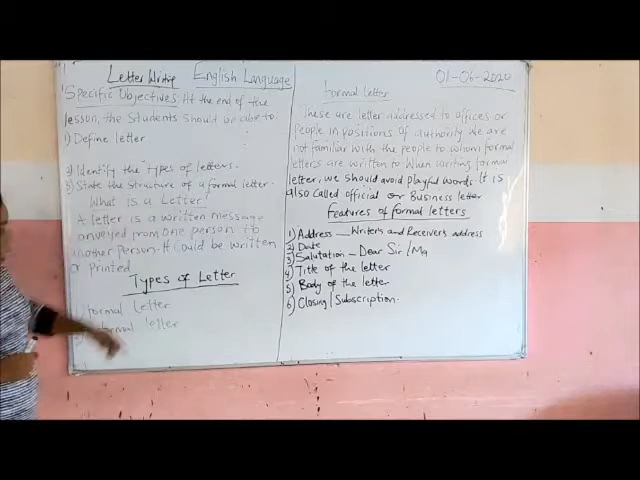 Letter Writing
English Language
Specific Objectives: At the end of the
lesson, the students should be able to:
1) Define letter
2) Identify the types of letters.
3) State the structure of a formal letter.
What is a Letter?
A letter is a written message
conveyed from one person to
another person. It could be written
or printed
Types of Letter
formal Letter
formal letter
01-06-2020
Formal Letter
These are letter addressed to offices or
people in positions of authority we are
not familiar with the people to whom formal
letters are written to when writing formal
letter, we should avoid playful words It is
also called official or Business letter
Features of formal letters
1) Address — Writer's and Receiver's address
2) Date
3) Salutation — Dear Sir/Ma
4) Title of the letter
5) Body of the letter
6) Closing/Subscription.